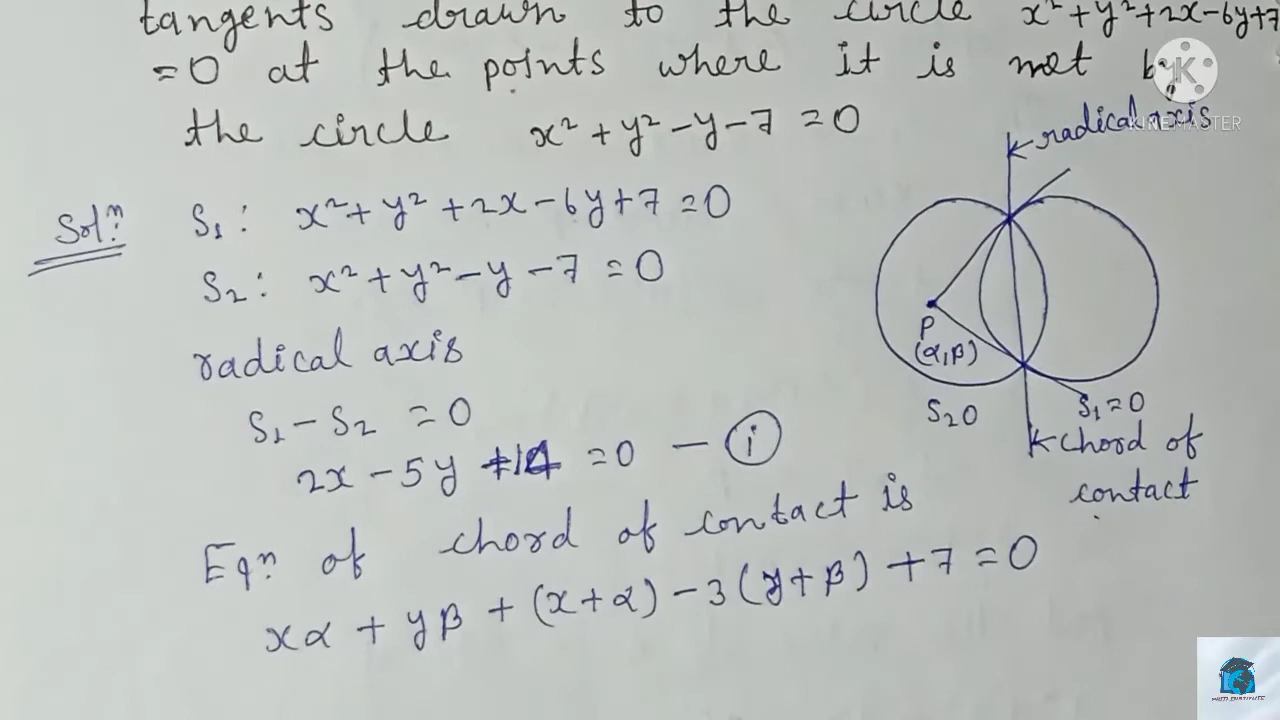 tangents drawn to the circle x² + y² + 2x - 6y + 7
= 0 at the points where it is met by
the circle x² + y² - y - 7 = 0
KINEMASTER
radical axis
Solⁿ:
S₁: x² + y² + 2x - 6y + 7 = 0
S₂: x² + y² - y - 7 = 0
P
(α,β)
S₂0
S₁=0
chord of
contact
radical axis
S₁ - S₂ = 0
2x - 5y +14 = 0 — (i)
Eqⁿ of chord of contact is
xα + yβ + (x+α) - 3(y+β) + 7 = 0